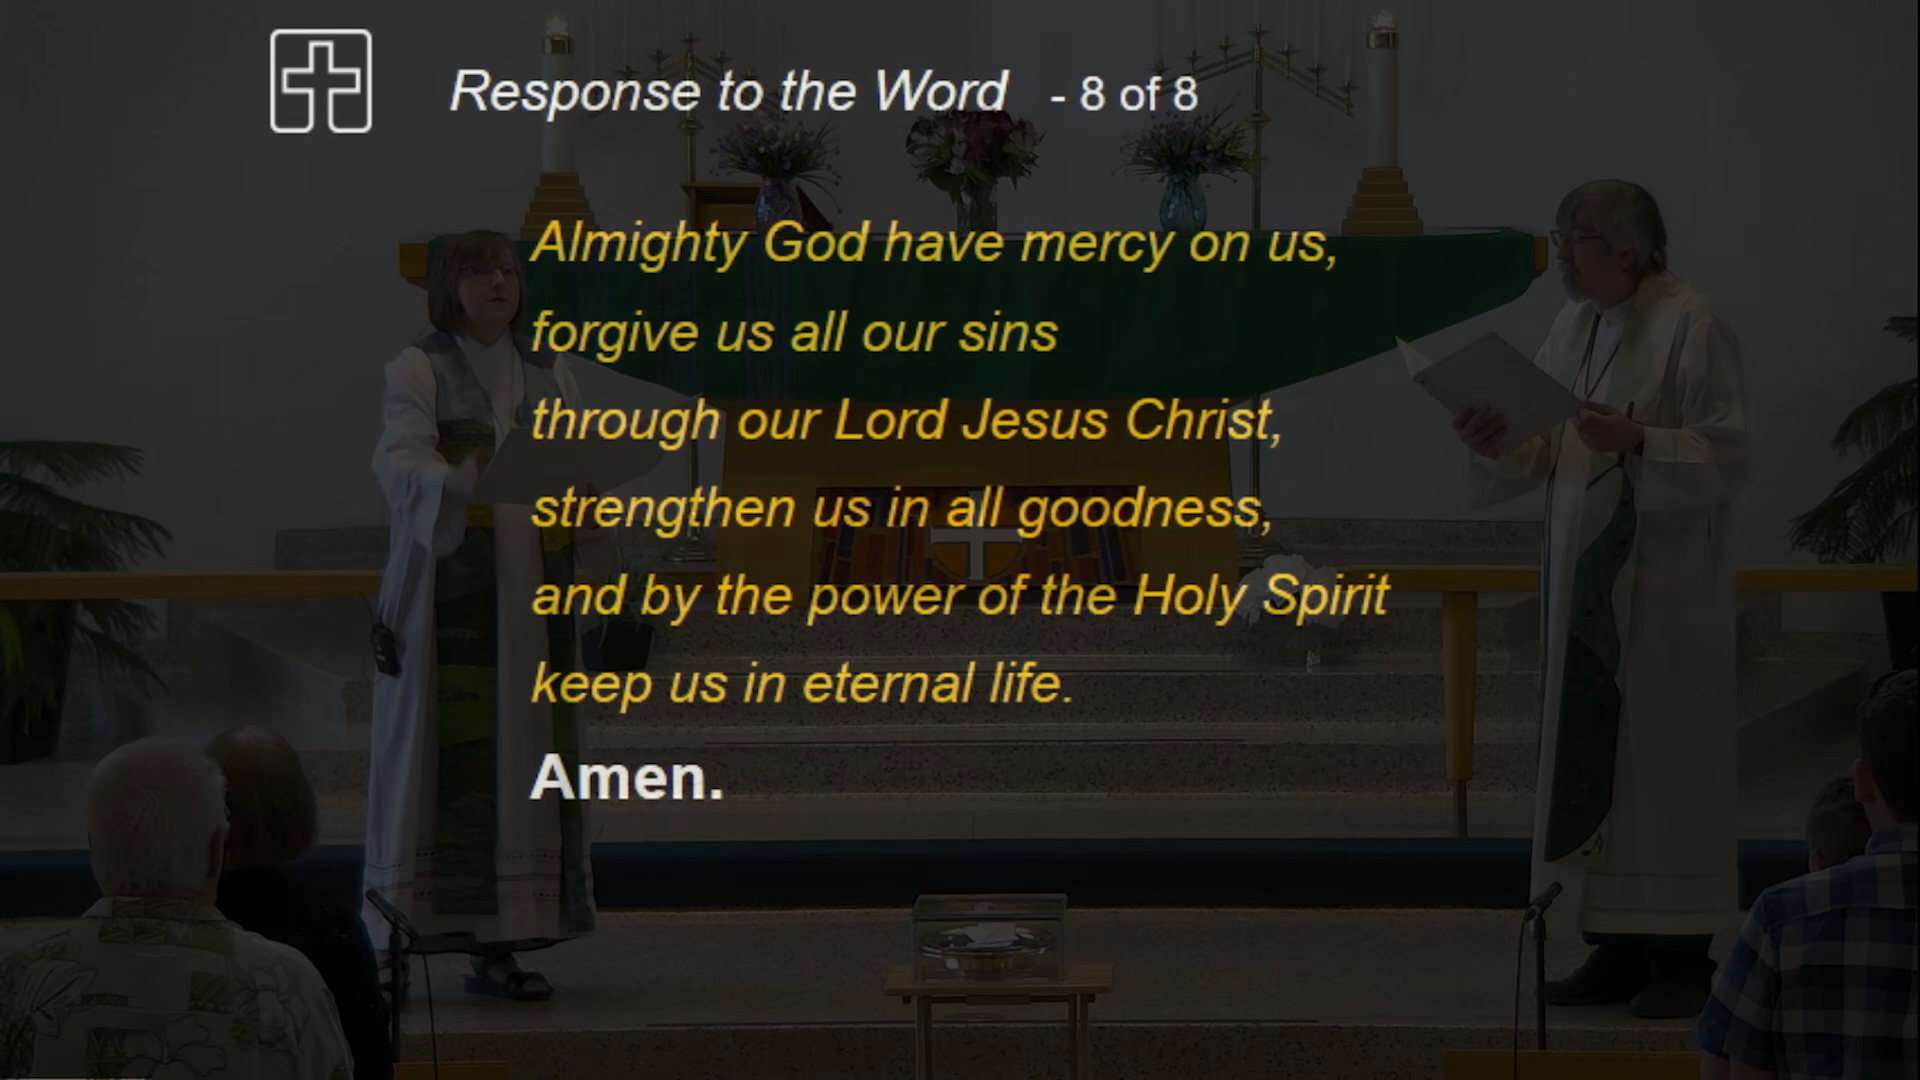 Response to the Word - 8 of 8
Almighty God have mercy on us,
forgive us all our sins
through our Lord Jesus Christ,
strengthen us in all goodness,
and by the power of the Holy Spirit
keep us in eternal life.
Amen.